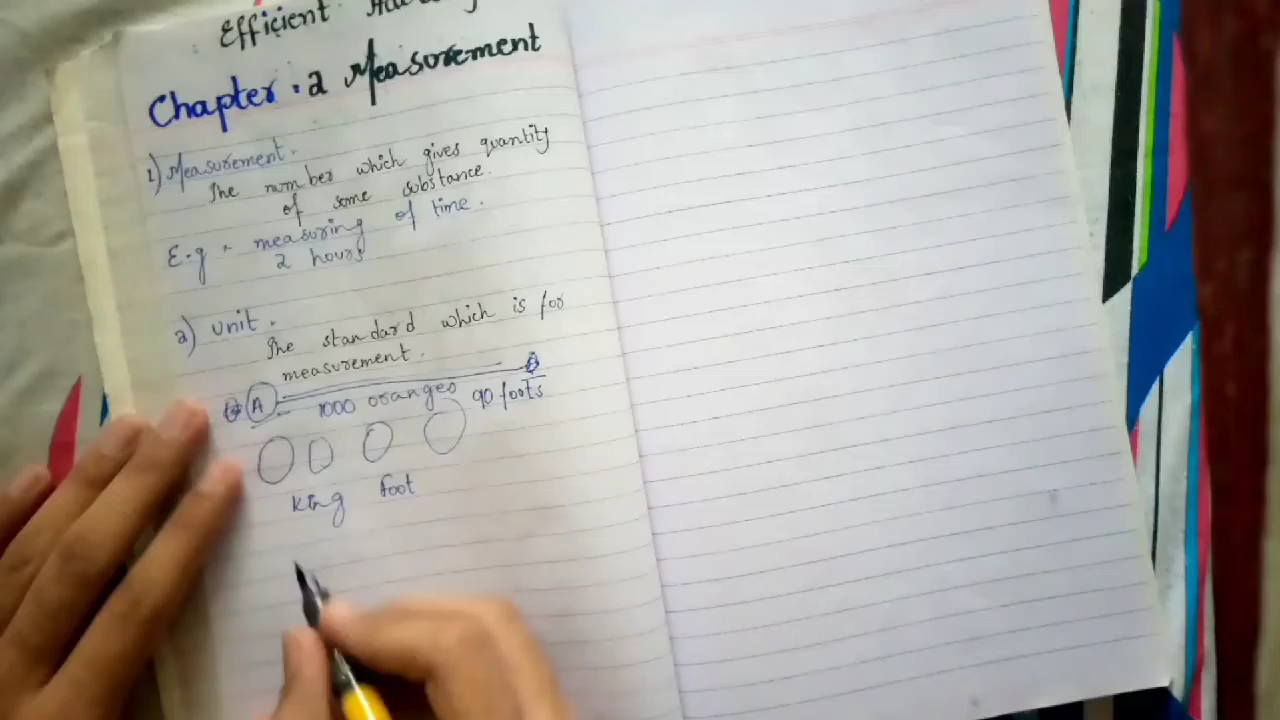 Efficient
Chapter. 2 Measurement
1) Measurement.
The number which gives quantity
of some substance.
E.g - measuring of time.
2 hours
2) Unit.
The standard which is for
measurement.
A B
1000 oranges 90 foots
King foot